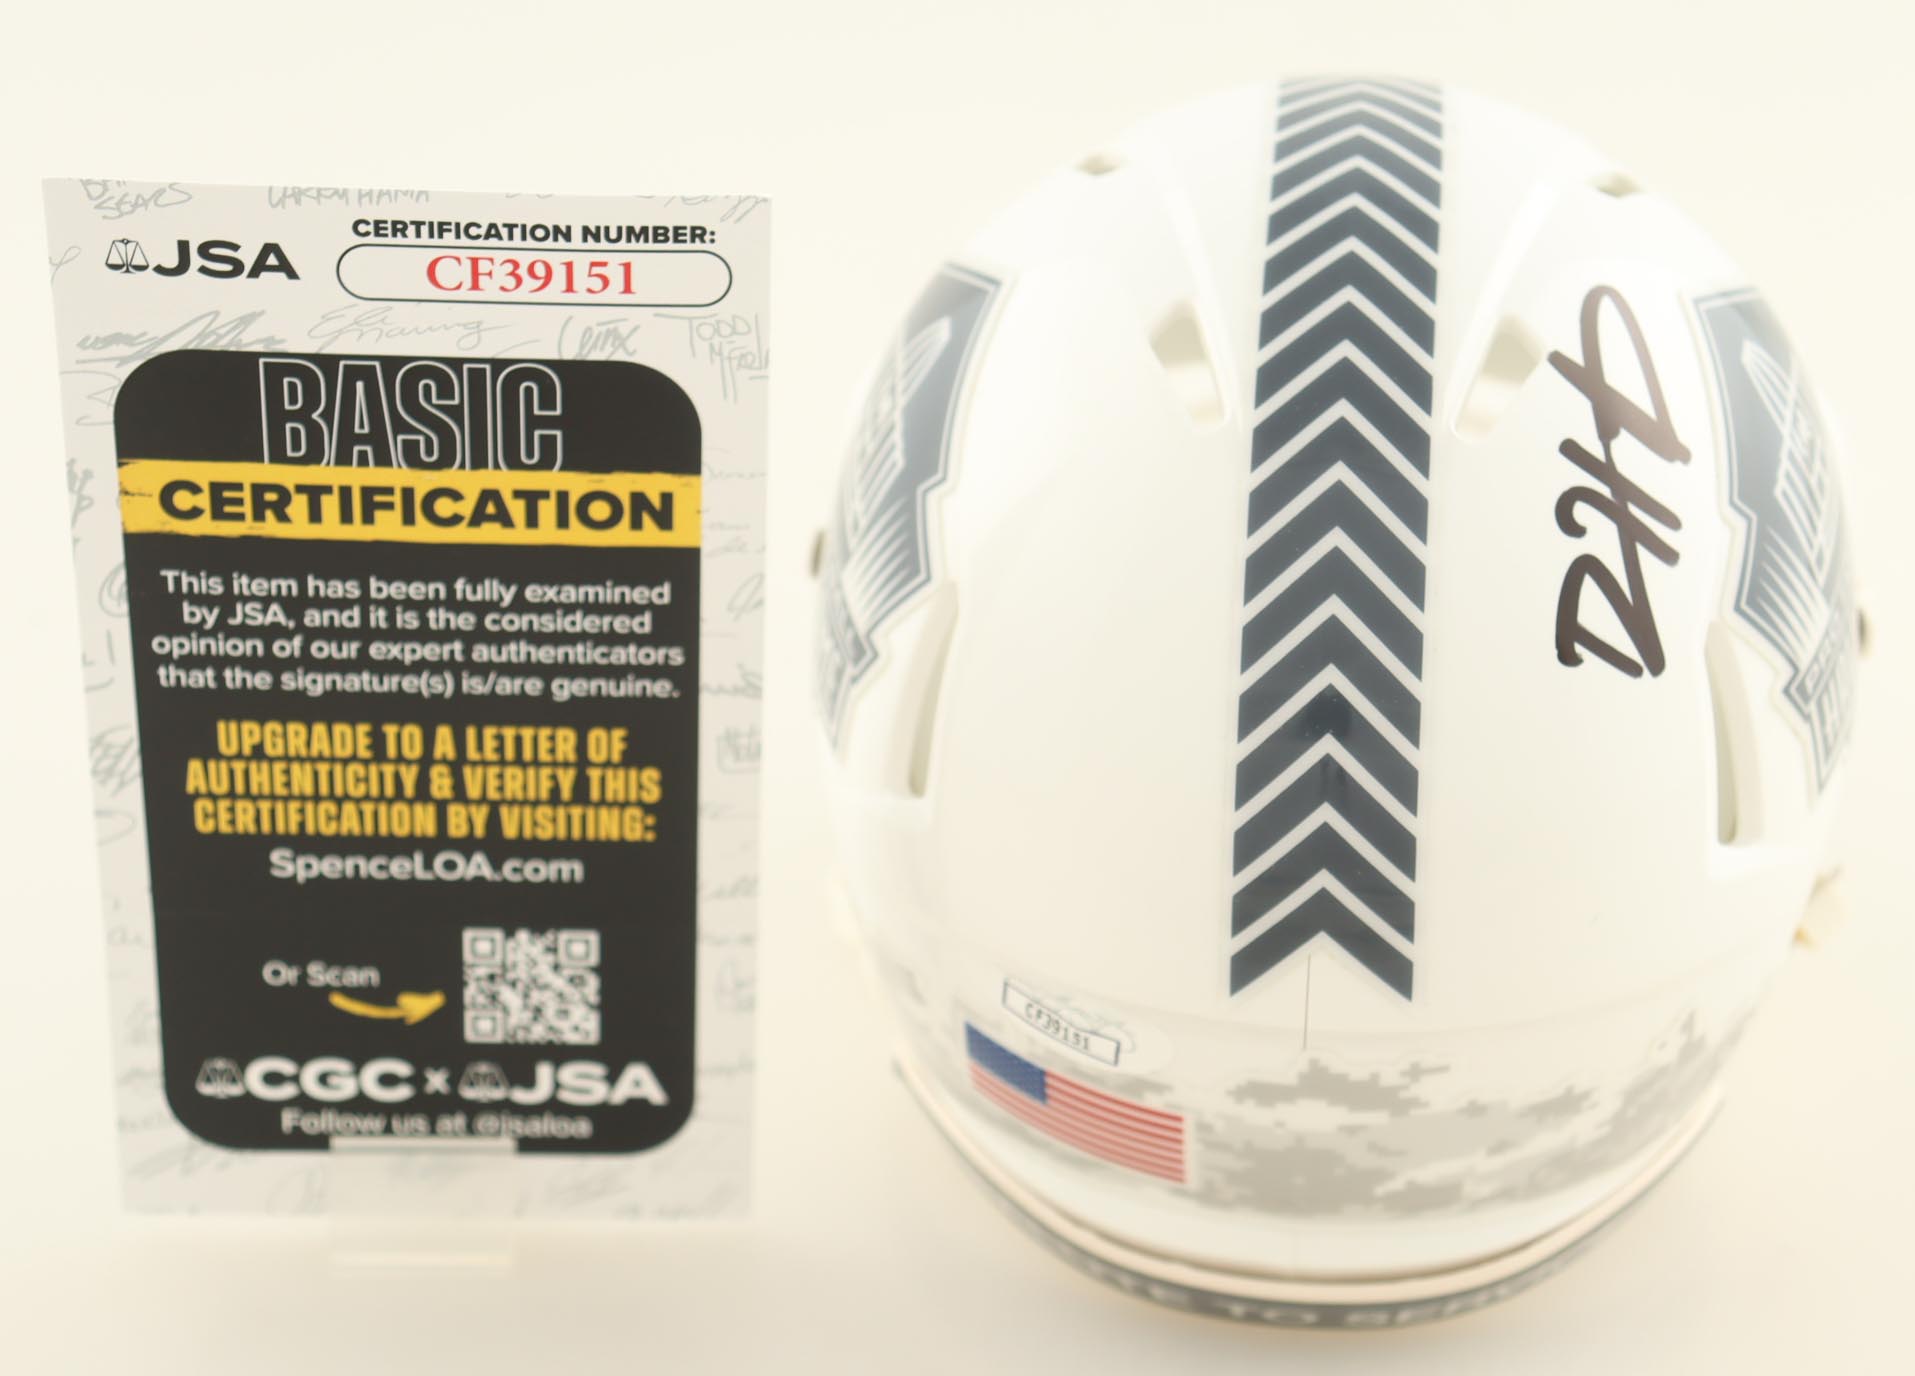 JSA
CERTIFICATION NUMBER:
CF39151
BASIC
CERTIFICATION
This item has been fully examined
by JSA, and it is the considered
opinion of our expert authenticators
that the signature(s) is/are genuine.
UPGRADE TO A LETTER OF
AUTHENTICITY & VERIFY THIS
CERTIFICATION BY VISITING:
SpenceLOA.com
Or Scan
CGC x JSA
Follow us at @jsaloa
CF39151
TO